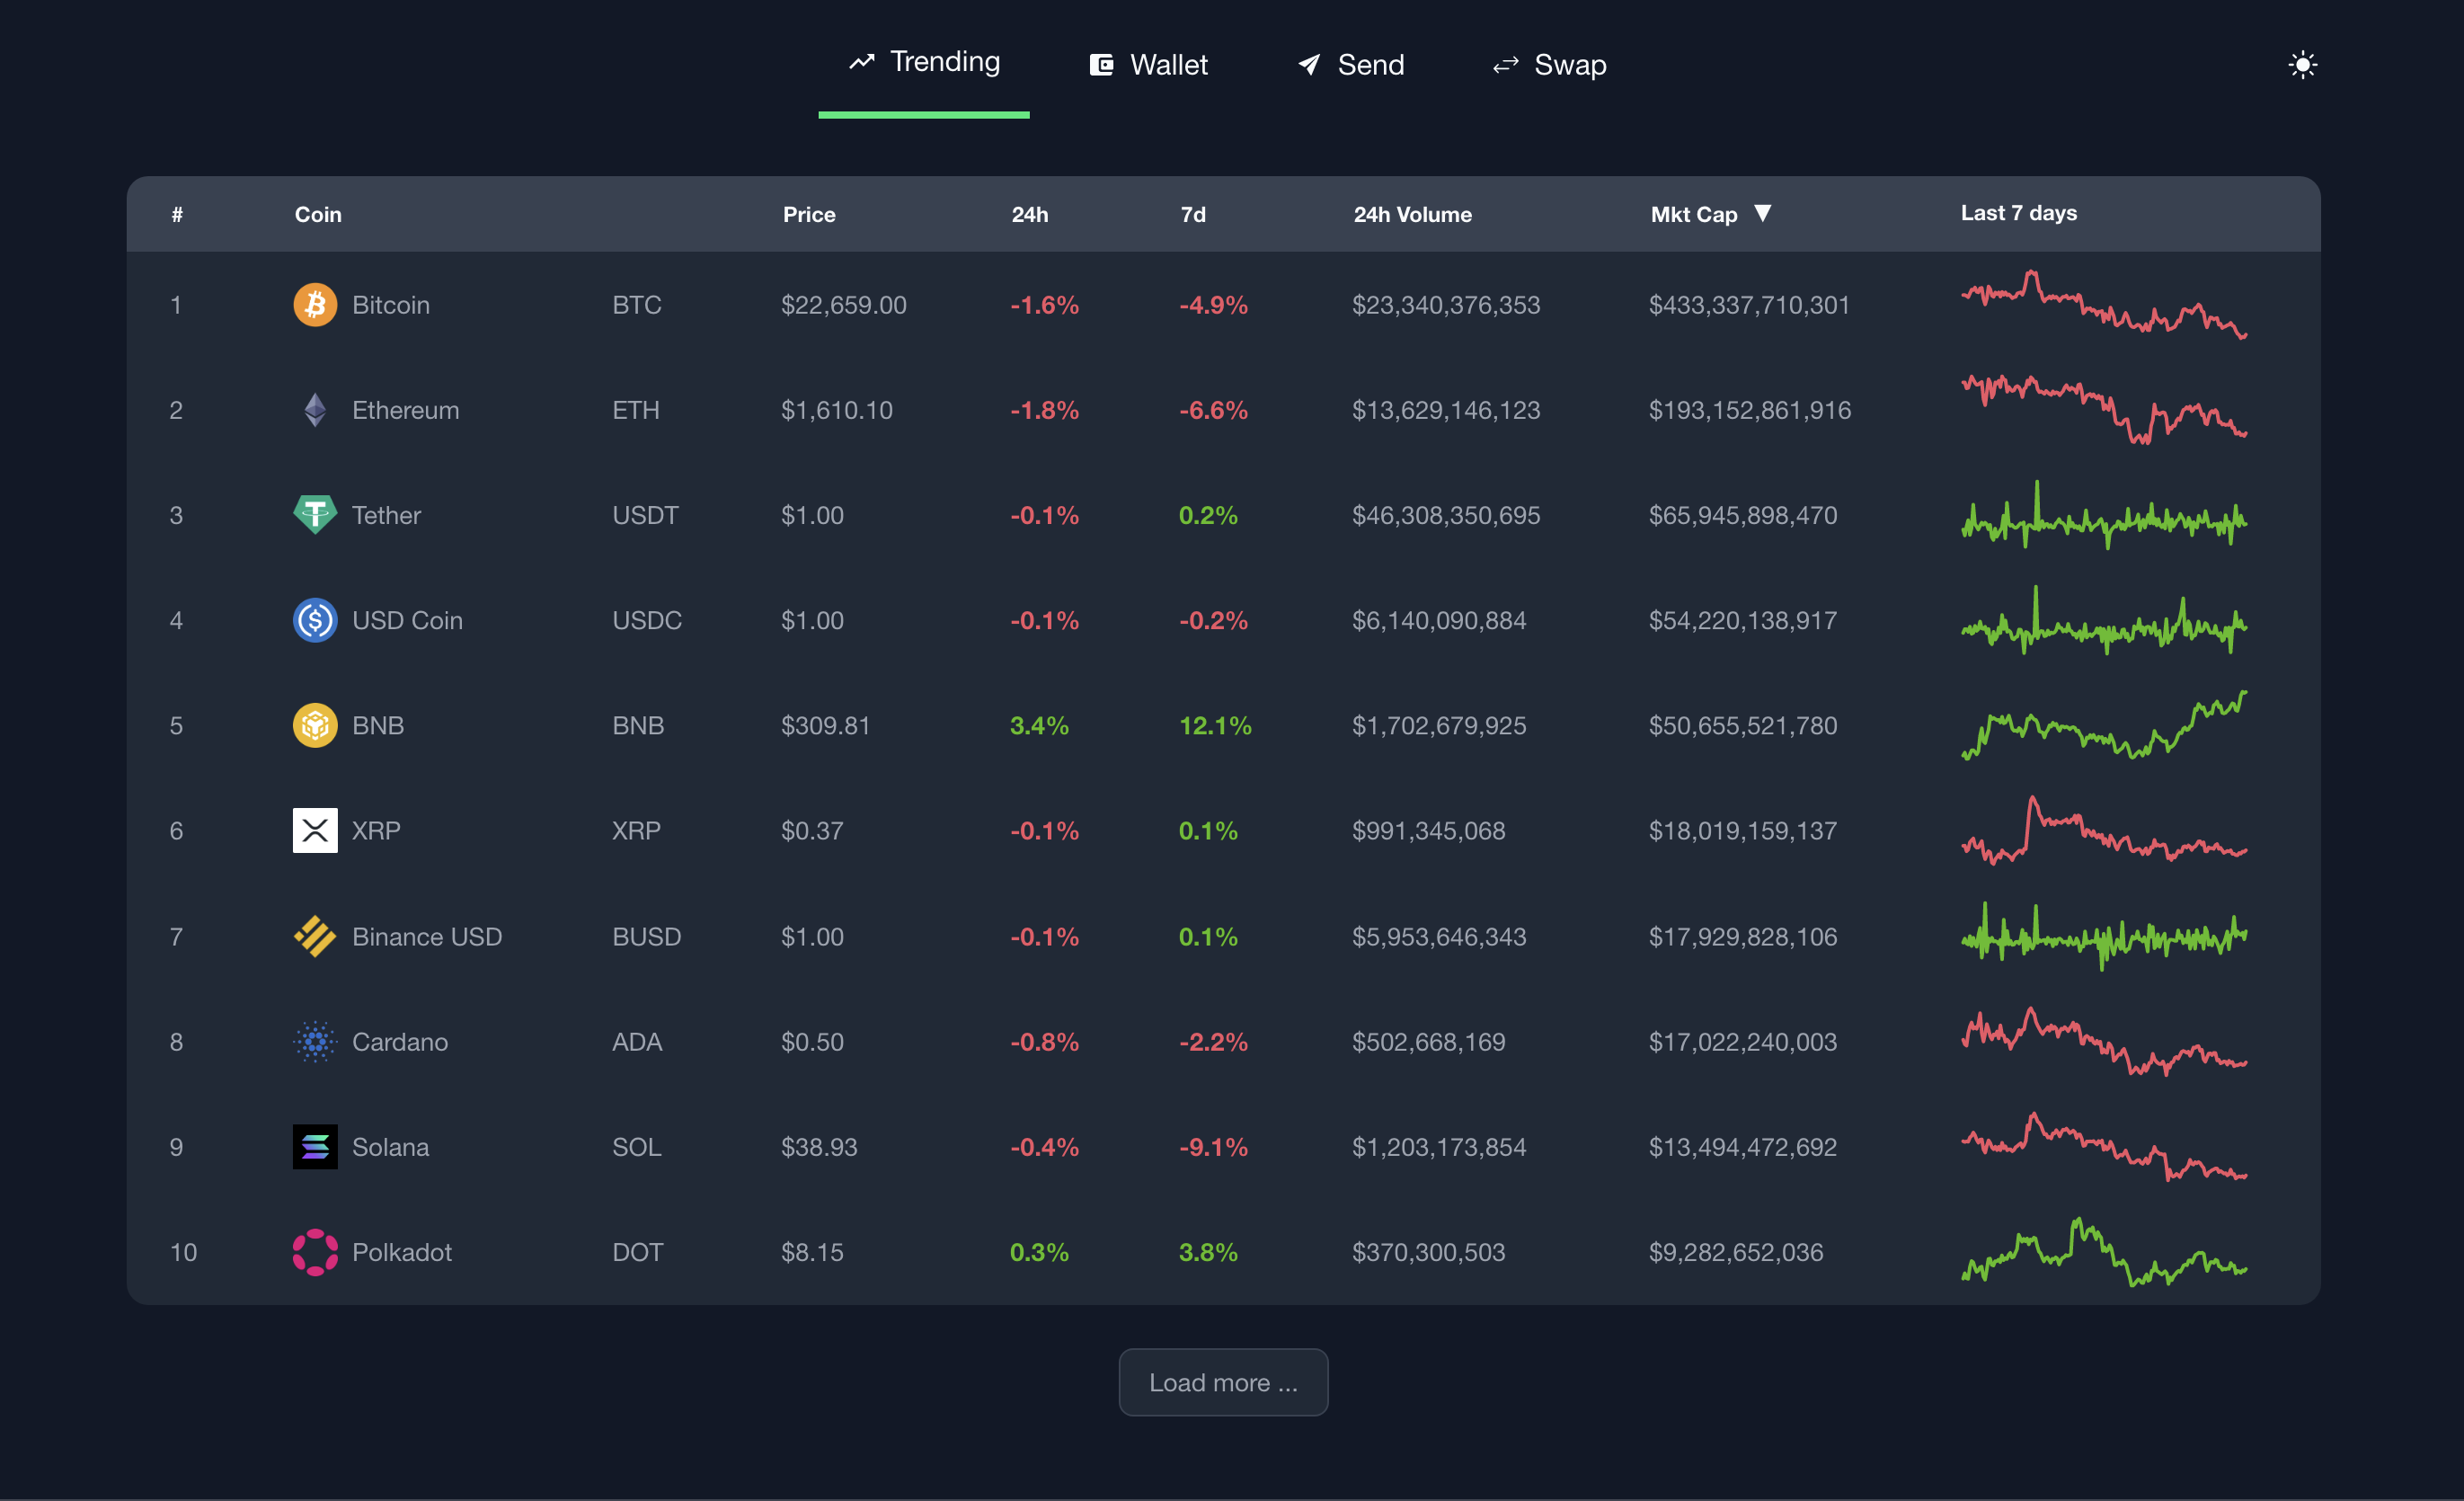 Trending Wallet Send Swap
# Coin Price 24h 7d 24h Volume Mkt Cap ▼ Last 7 days
1 Bitcoin BTC $22,659.00 -1.6% -4.9% $23,340,376,353 $433,337,710,301
2 Ethereum ETH $1,610.10 -1.8% -6.6% $13,629,146,123 $193,152,861,916
3 Tether USDT $1.00 -0.1% 0.2% $46,308,350,695 $65,945,898,470
4 USD Coin USDC $1.00 -0.1% -0.2% $6,140,090,884 $54,220,138,917
5 BNB BNB $309.81 3.4% 12.1% $1,702,679,925 $50,655,521,780
6 XRP XRP $0.37 -0.1% 0.1% $991,345,068 $18,019,159,137
7 Binance USD BUSD $1.00 -0.1% 0.1% $5,953,646,343 $17,929,828,106
8 Cardano ADA $0.50 -0.8% -2.2% $502,668,169 $17,022,240,003
9 Solana SOL $38.93 -0.4% -9.1% $1,203,173,854 $13,494,472,692
10 Polkadot DOT $8.15 0.3% 3.8% $370,300,503 $9,282,652,036
Load more ...